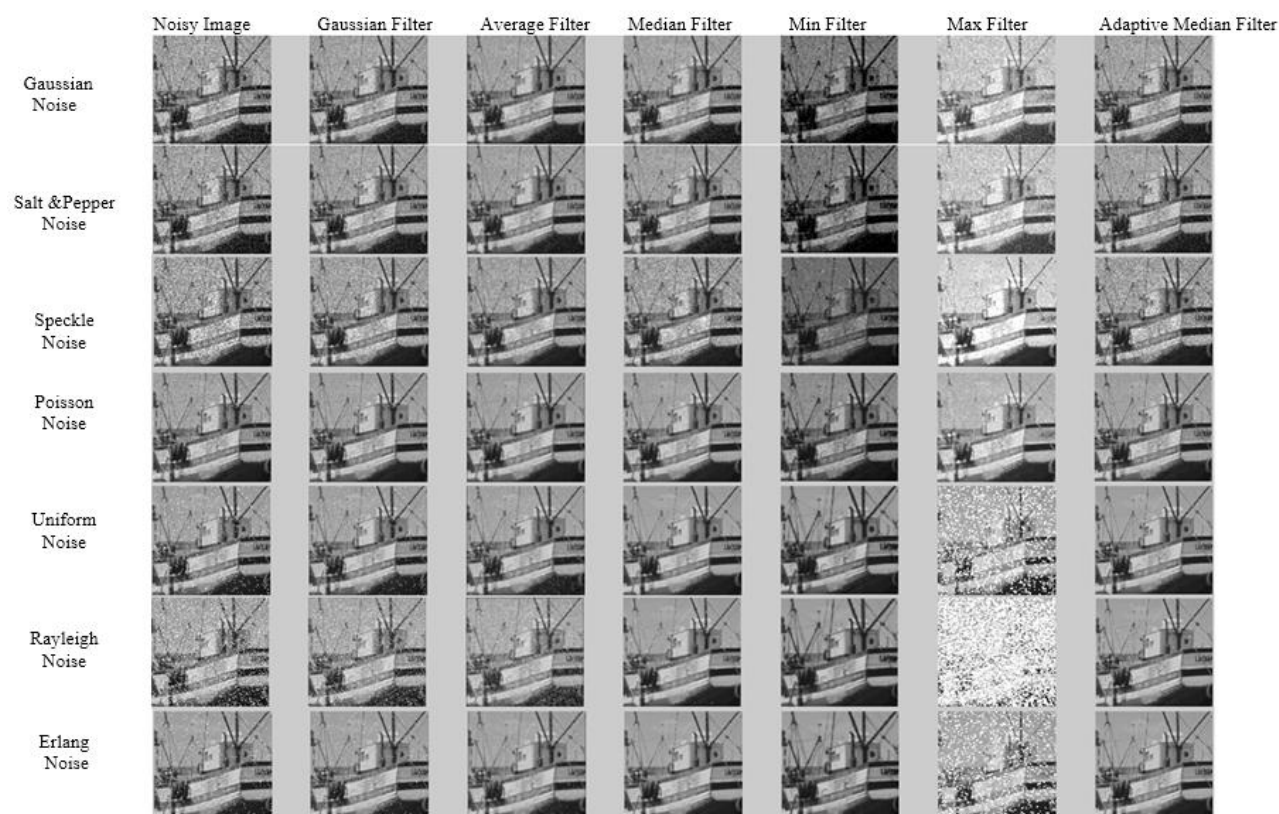 Noisy Image Gaussian Filter Average Filter Median Filter Min Filter Max Filter Adaptive Median Filter
Gaussian
Noise
Salt &Pepper
Noise
Speckle
Noise
Poisson
Noise
Uniform
Noise
Rayleigh
Noise
Erlang
Noise